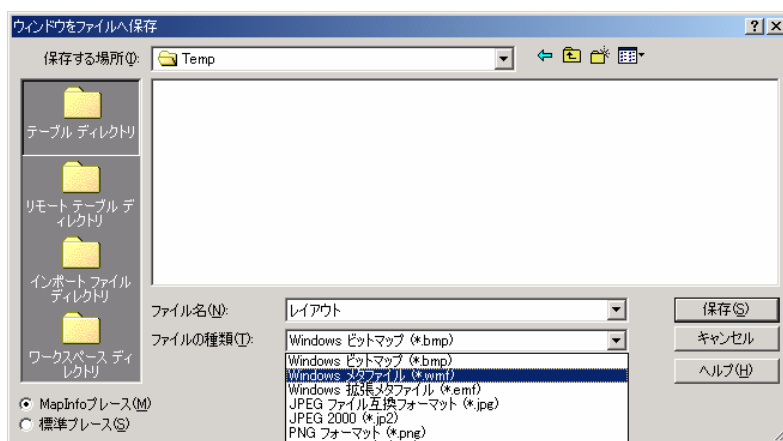 ウィンドウをファイルへ保存
保存する場所(I):
Temp
テーブル ディレクトリ
リモート テーブル デ
ィレクトリ
インポート ファイル
ディレクトリ
ワークスペース ディ
レクトリ
ファイル名(N):
レイアウト
保存(S)
ファイルの種類(T):
Windows ビットマップ (*.bmp)
キャンセル
Windows ビットマップ (*.bmp)
Windows メタファイル (*.wmf)
ヘルプ(H)
Windows 拡張メタファイル (*.emf)
JPEG ファイル互換フォーマット (*.jpg)
JPEG 2000 (*.jp2)
PNG フォーマット (*.png)
MapInfoプレース(M)
標準プレース(S)